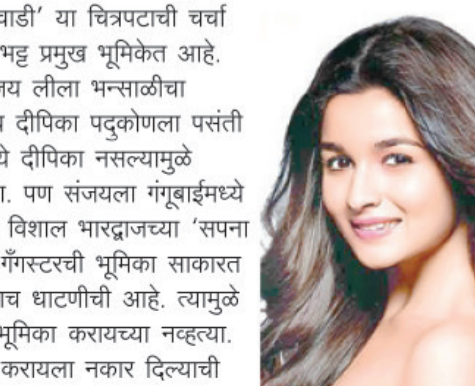 वाडी’ या चित्रपटाची चर्चा
भट्ट प्रमुख भूमिकेत आहे.
जय लीला भन्साळीचा
दीपिका पदुकोणला पसंती
ये दीपिका नसल्यामुळे
ा. पण संजयला गंगूबाईमध्ये
विशाल भारद्वाजच्या ‘सपना
गँगस्टरची भूमिका साकारत
ाच धाटणीची आहे. त्यामुळे
भूमिका करायच्या नव्हत्या.
करायला नकार दिल्याची